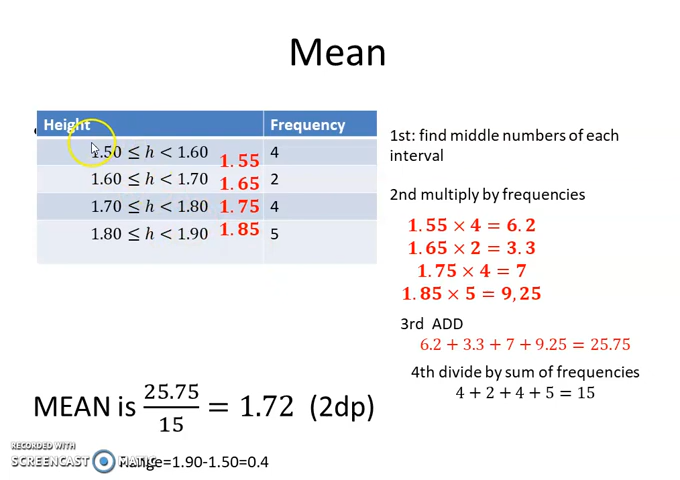 Mean
Height Frequency
1.50 ≤ h < 1.60 1.55 4
1.60 ≤ h < 1.70 1.65 2
1.70 ≤ h < 1.80 1.75 4
1.80 ≤ h < 1.90 1.85 5
1st: find middle numbers of each
interval
2nd multiply by frequencies
1.55 × 4 = 6.2
1.65 × 2 = 3.3
1.75 × 4 = 7
1.85 × 5 = 9,25
3rd ADD
6.2 + 3.3 + 7 + 9.25 = 25.75
4th divide by sum of frequencies
4 + 2 + 4 + 5 = 15
MEAN is 25.75/15 = 1.72 (2dp)
RECORDED WITH
SCREENCAST MATIC
Range=1.90-1.50=0.4